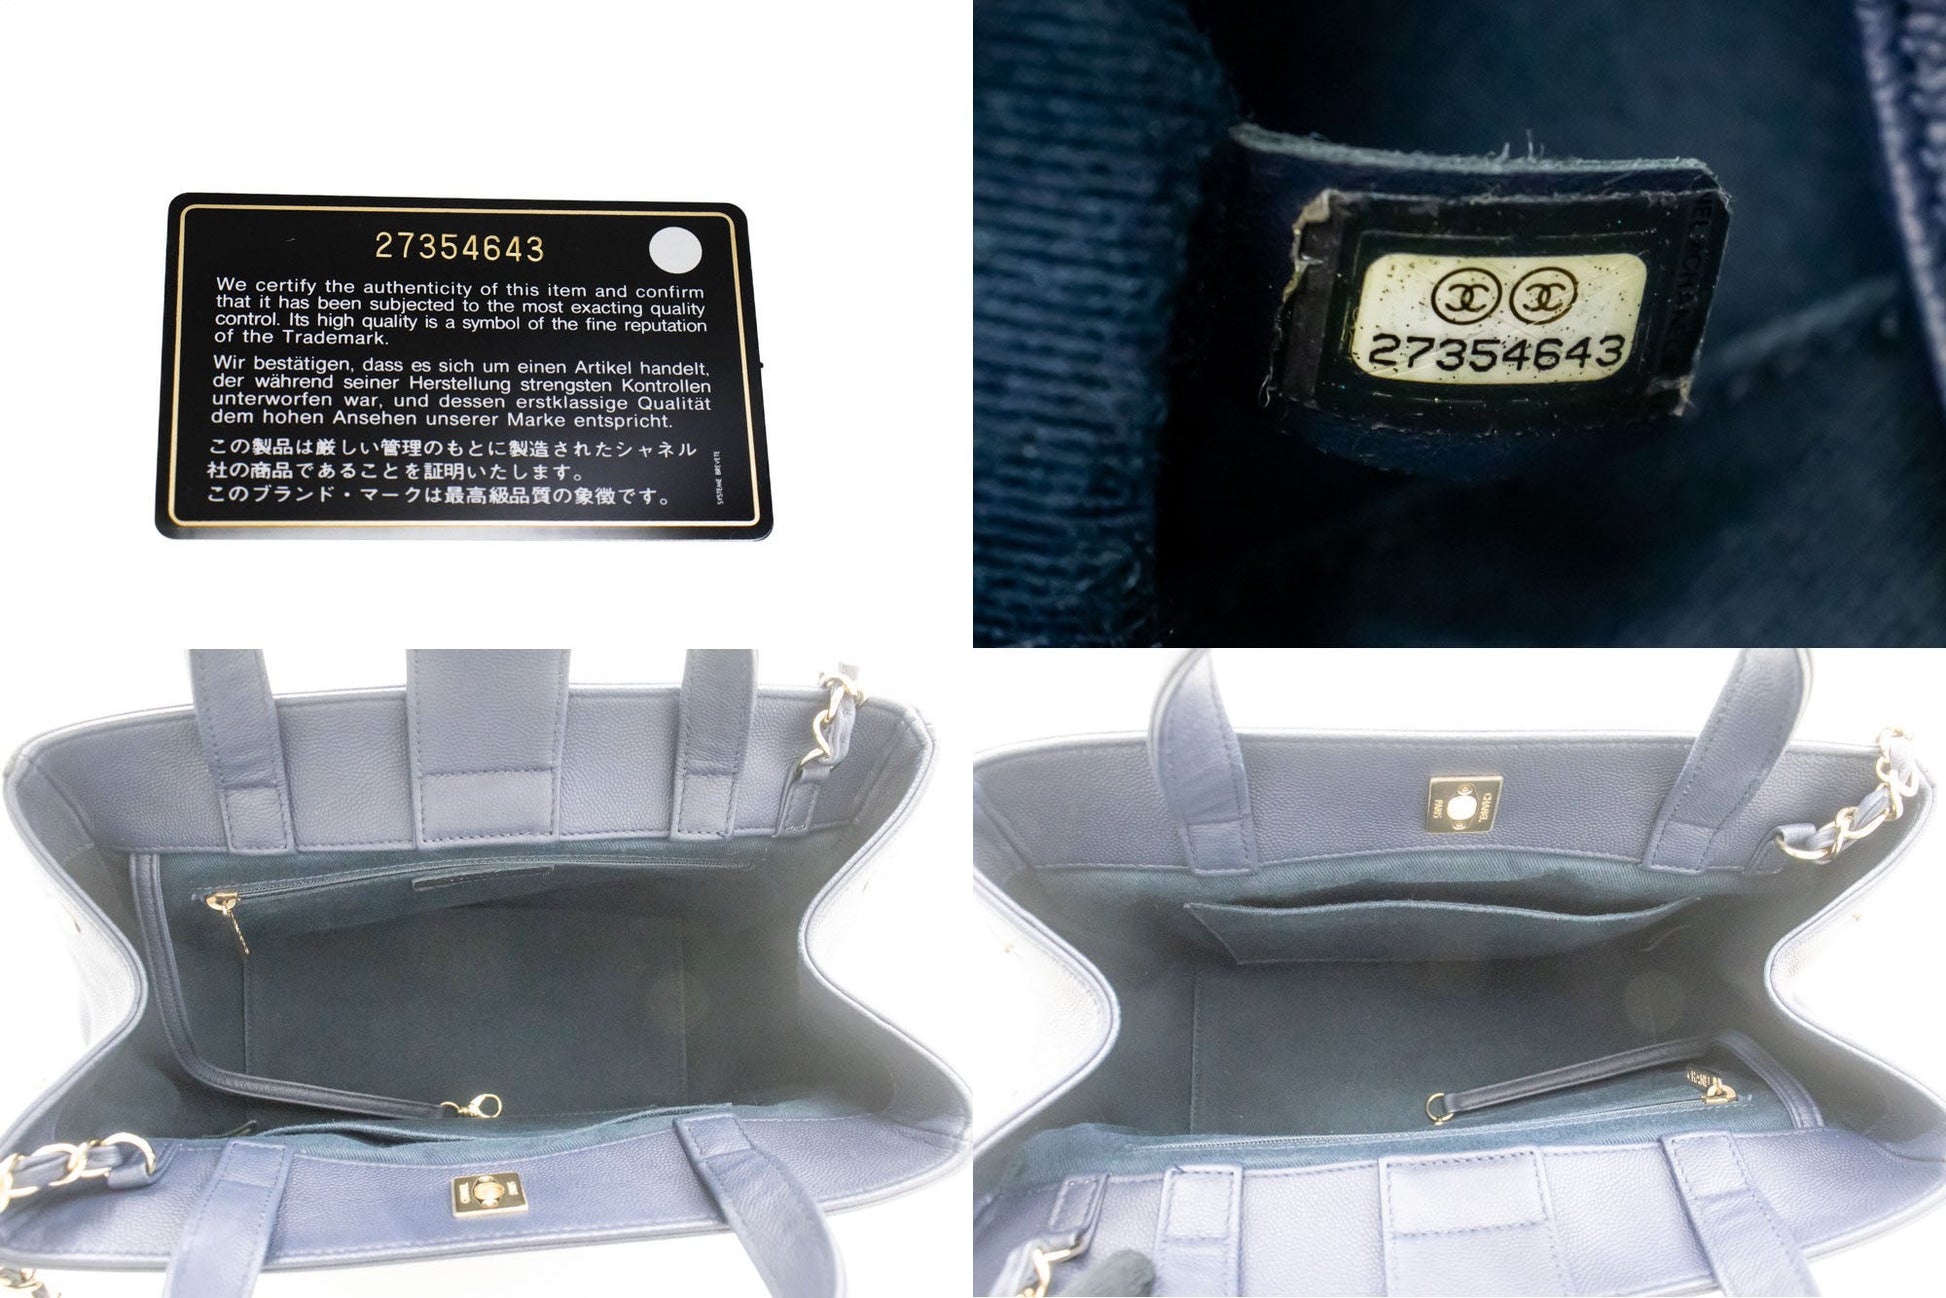 27354643
We certify the authenticity of this item and confirm
that it has been subjected to the most exacting quality
control. Its high quality is a symbol of the fine reputation
of the Trademark.
Wir bestätigen, dass es sich um einen Artikel handelt,
der während seiner Herstellung strengsten Kontrollen
unterworfen war, und dessen erstklassige Qualität
dem hohen Ansehen unserer Marke entspricht.
この製品は厳しい管理のもとに製造されたシャネル
社の商品であることを証明いたします。
このブランド・マークは最高級品質の象徴です。
SYSTEME BREVETE
27354643
CHANEL
PARIS
CHANEL
PARIS
CHANEL